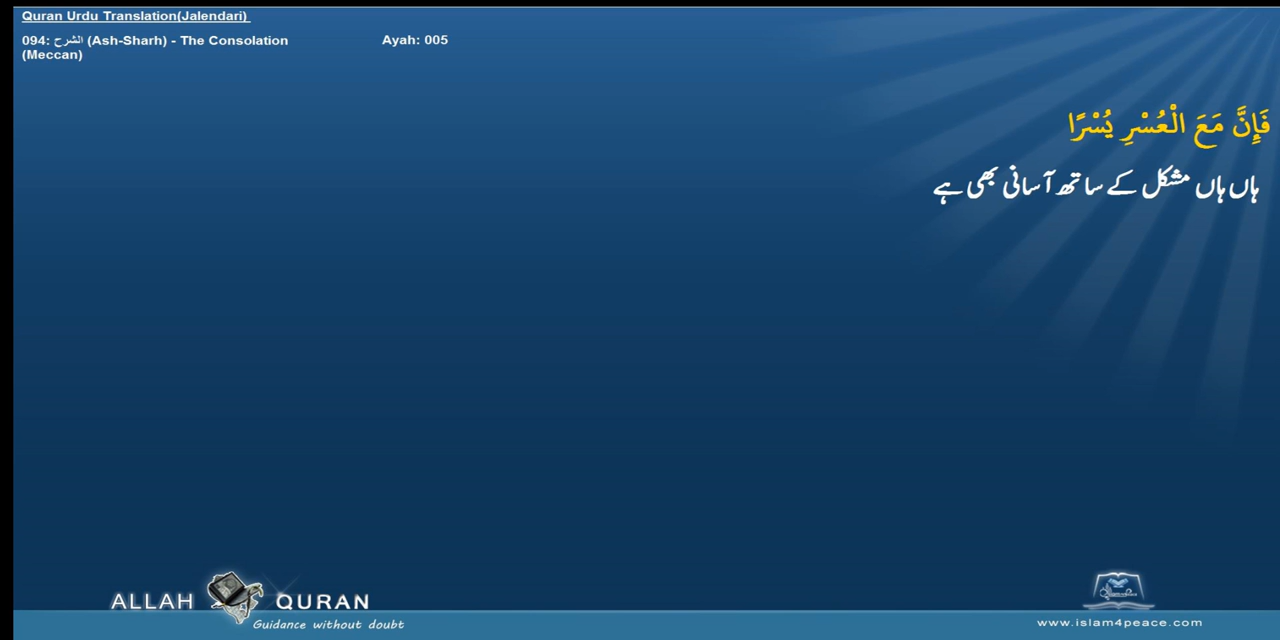 Quran Urdu Translation(Jalendari)
094: الشرح (Ash-Sharh) - The Consolation
(Meccan)
Ayah: 005
فَإِنَّ مَعَ الْعُسْرِ يُسْرًا
ہاں ہاں مشکل کے ساتھ آسانی بھی ہے
ALLAH QURAN
Guidance without doubt
www.islam4peace.com